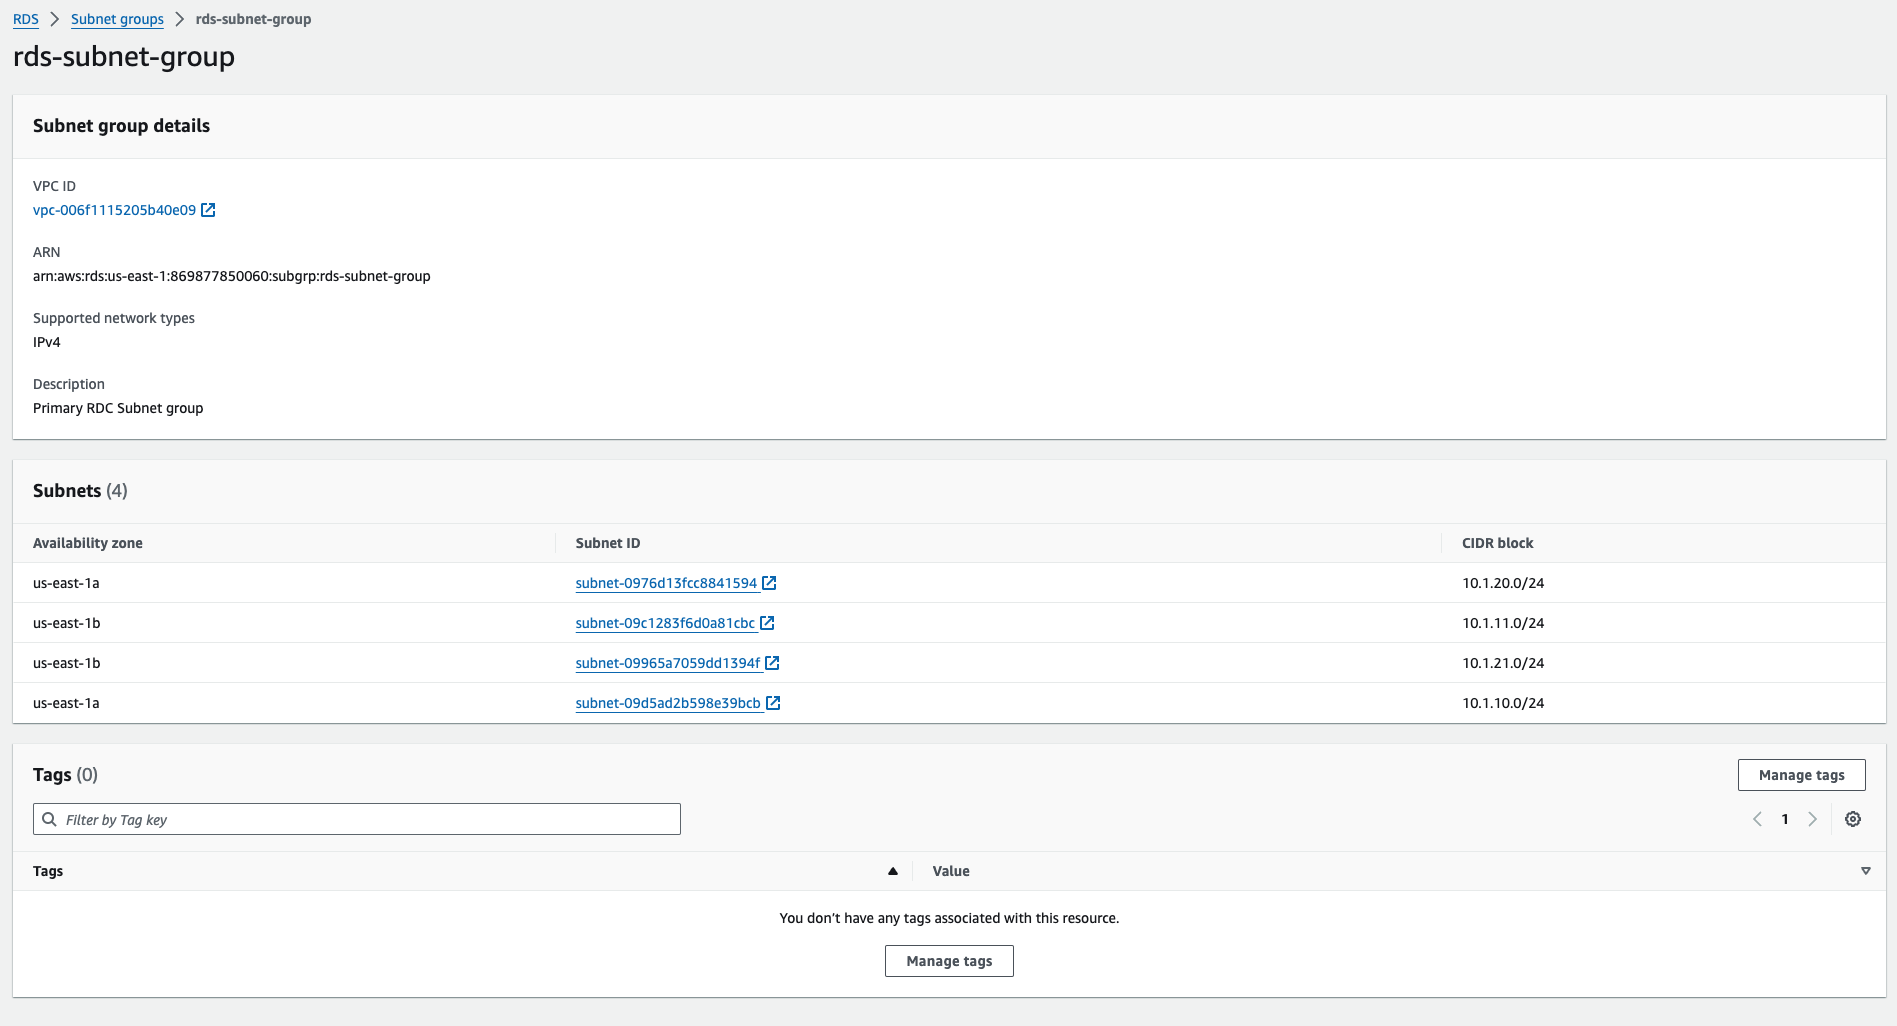 RDS > Subnet groups > rds-subnet-group
rds-subnet-group
Subnet group details
VPC ID
vpc-006f1115205b40e09
ARN
arn:aws:rds:us-east-1:869877850060:subgrp:rds-subnet-group
Supported network types
IPv4
Description
Primary RDC Subnet group
Subnets (4)
Availability zone Subnet ID CIDR block
us-east-1a subnet-0976d13fcc8841594 10.1.20.0/24
us-east-1b subnet-09c1283f6d0a81cbc 10.1.11.0/24
us-east-1b subnet-09965a7059dd1394f 10.1.21.0/24
us-east-1a subnet-09d5ad2b598e39bcb 10.1.10.0/24
Tags (0) Manage tags
Filter by Tag key 1
Tags Value
You don’t have any tags associated with this resource.
Manage tags